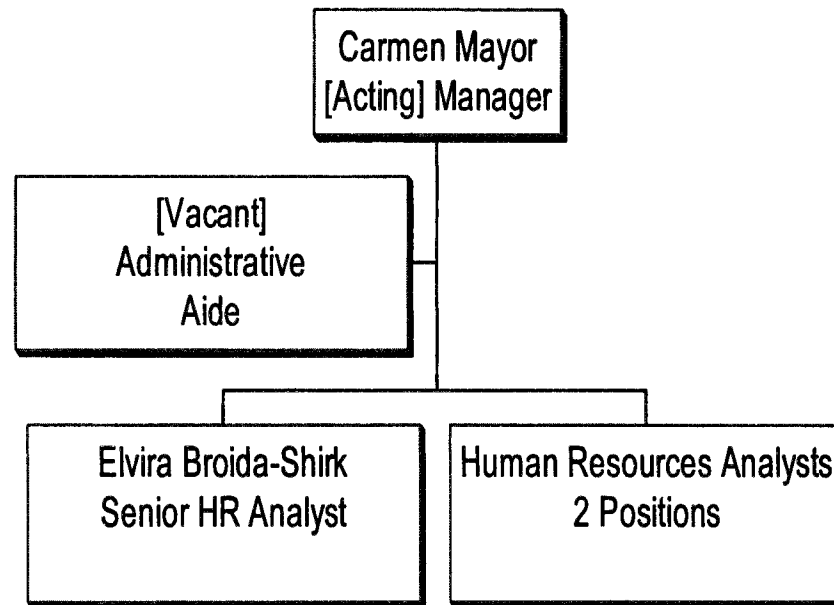 Carmen Mayor
[Acting] Manager
[Vacant]
Administrative
Aide
Elvira Broida-Shirk
Senior HR Analyst
Human Resources Analysts
2 Positions